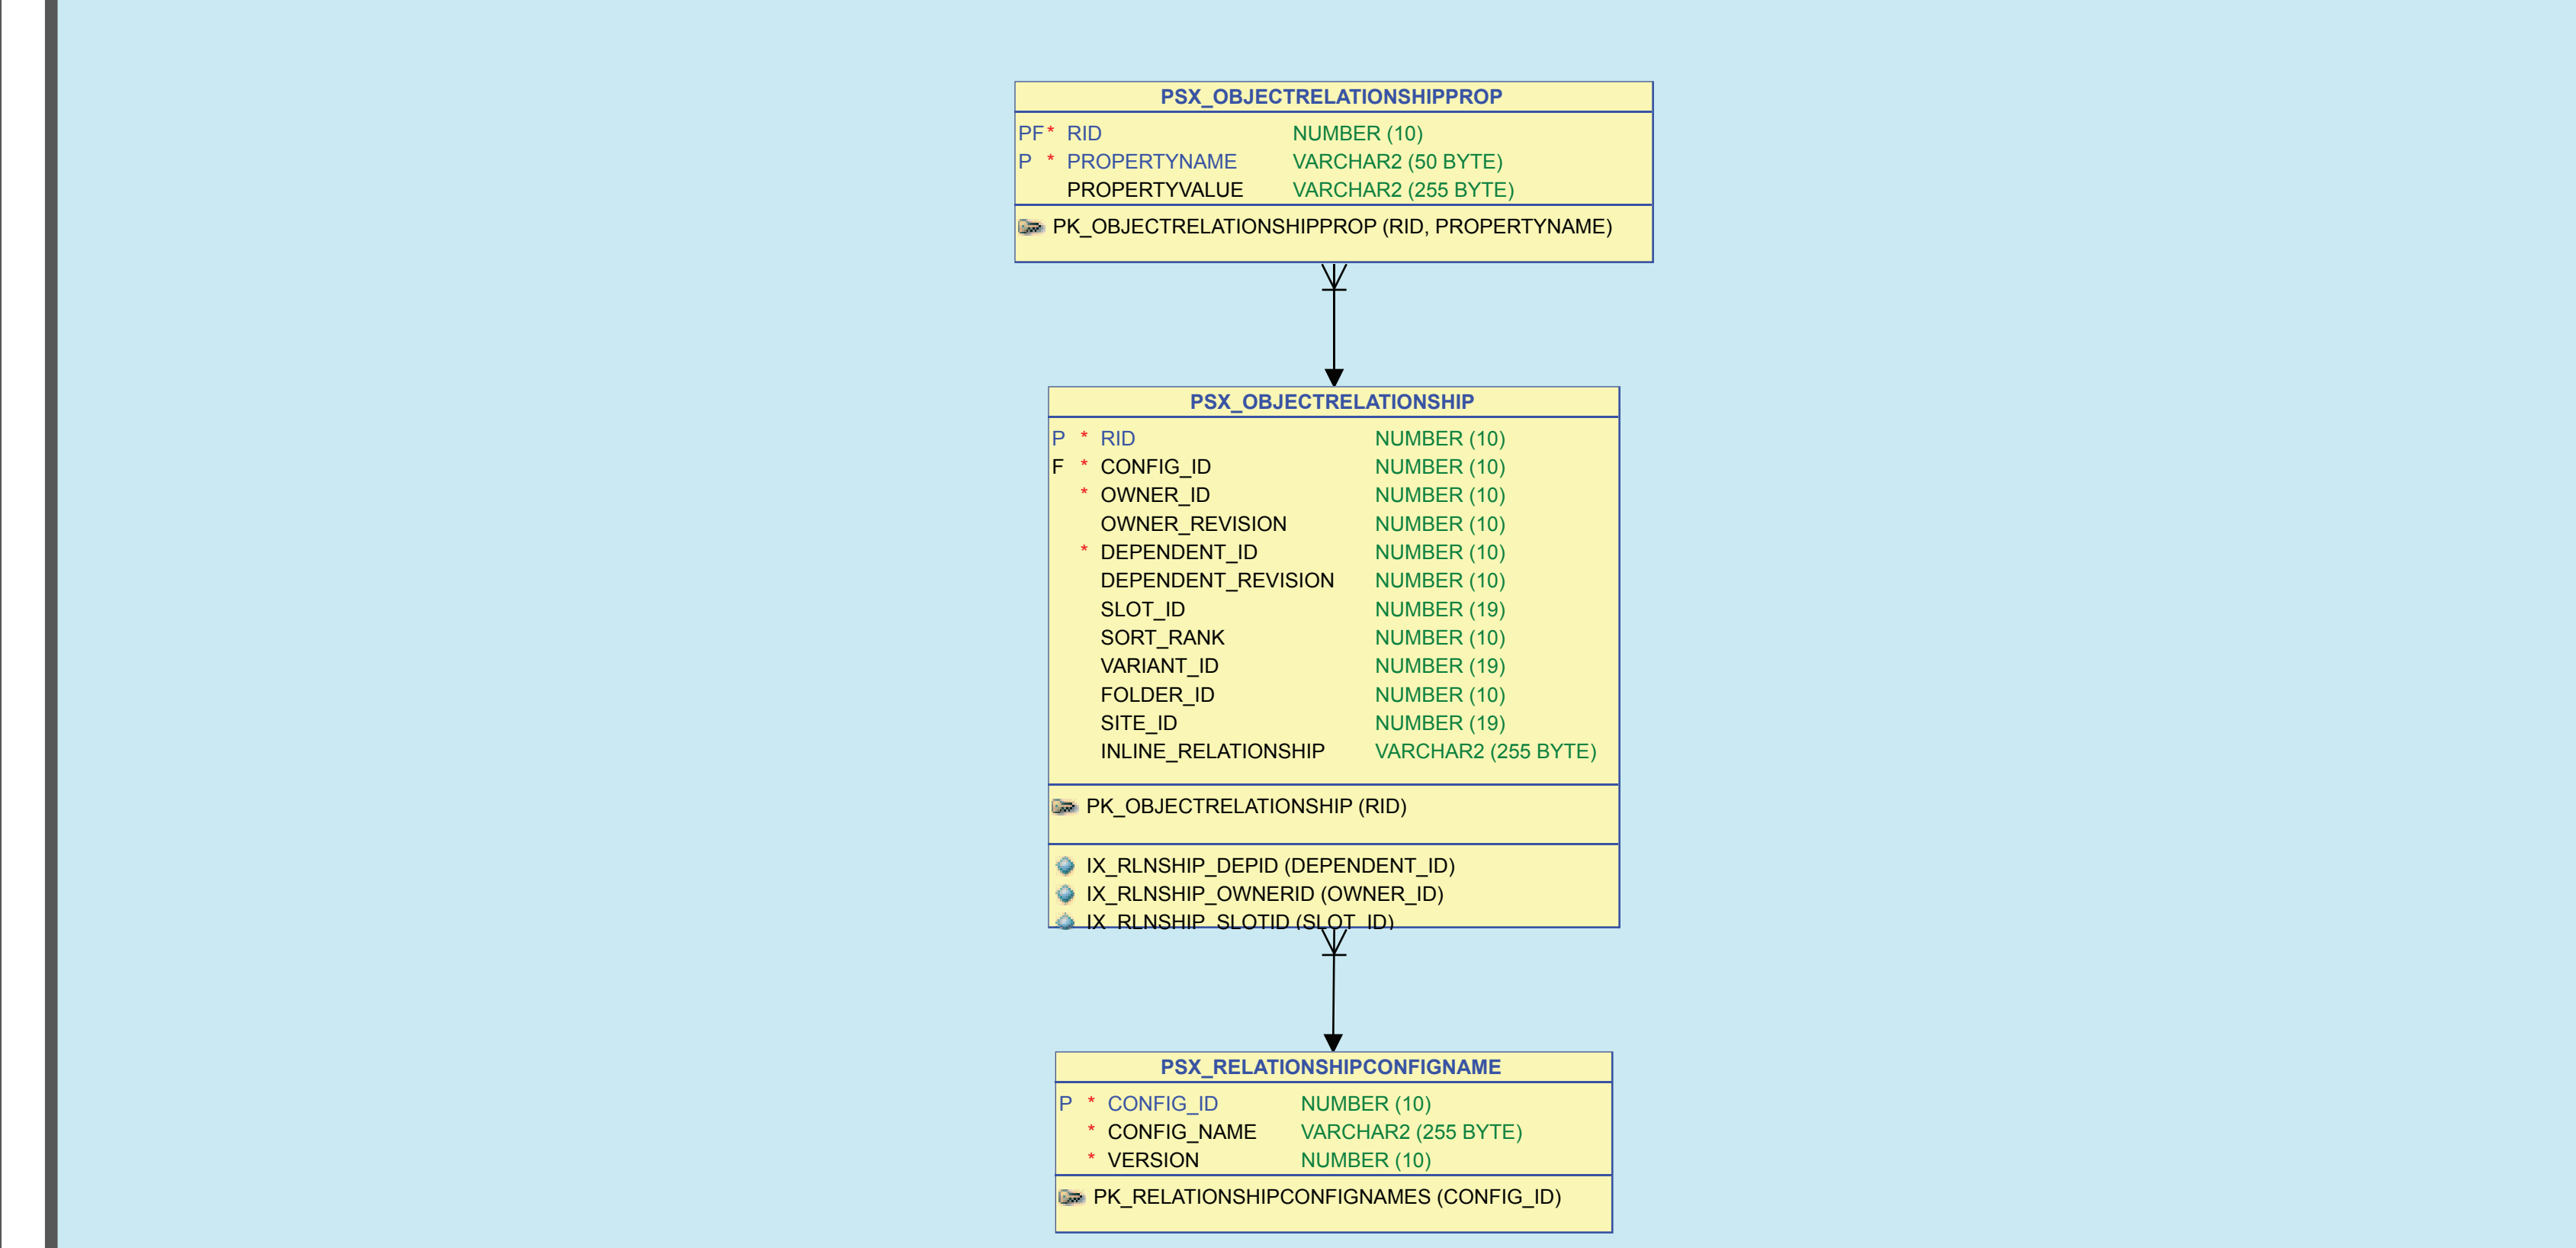 PSX_OBJECTRELATIONSHIPPROP
PF* RID NUMBER (10)
P * PROPERTYNAME VARCHAR2 (50 BYTE)
PROPERTYVALUE VARCHAR2 (255 BYTE)
PK_OBJECTRELATIONSHIPPROP (RID, PROPERTYNAME)
PSX_OBJECTRELATIONSHIP
P * RID NUMBER (10)
F * CONFIG_ID NUMBER (10)
* OWNER_ID NUMBER (10)
OWNER_REVISION NUMBER (10)
* DEPENDENT_ID NUMBER (10)
DEPENDENT_REVISION NUMBER (10)
SLOT_ID NUMBER (19)
SORT_RANK NUMBER (10)
VARIANT_ID NUMBER (19)
FOLDER_ID NUMBER (10)
SITE_ID NUMBER (19)
INLINE_RELATIONSHIP VARCHAR2 (255 BYTE)
PK_OBJECTRELATIONSHIP (RID)
IX_RLNSHIP_DEPID (DEPENDENT_ID)
IX_RLNSHIP_OWNERID (OWNER_ID)
IX_RLNSHIP_SLOTID (SLOT_ID)
PSX_RELATIONSHIPCONFIGNAME
P * CONFIG_ID NUMBER (10)
* CONFIG_NAME VARCHAR2 (255 BYTE)
* VERSION NUMBER (10)
PK_RELATIONSHIPCONFIGNAMES (CONFIG_ID)